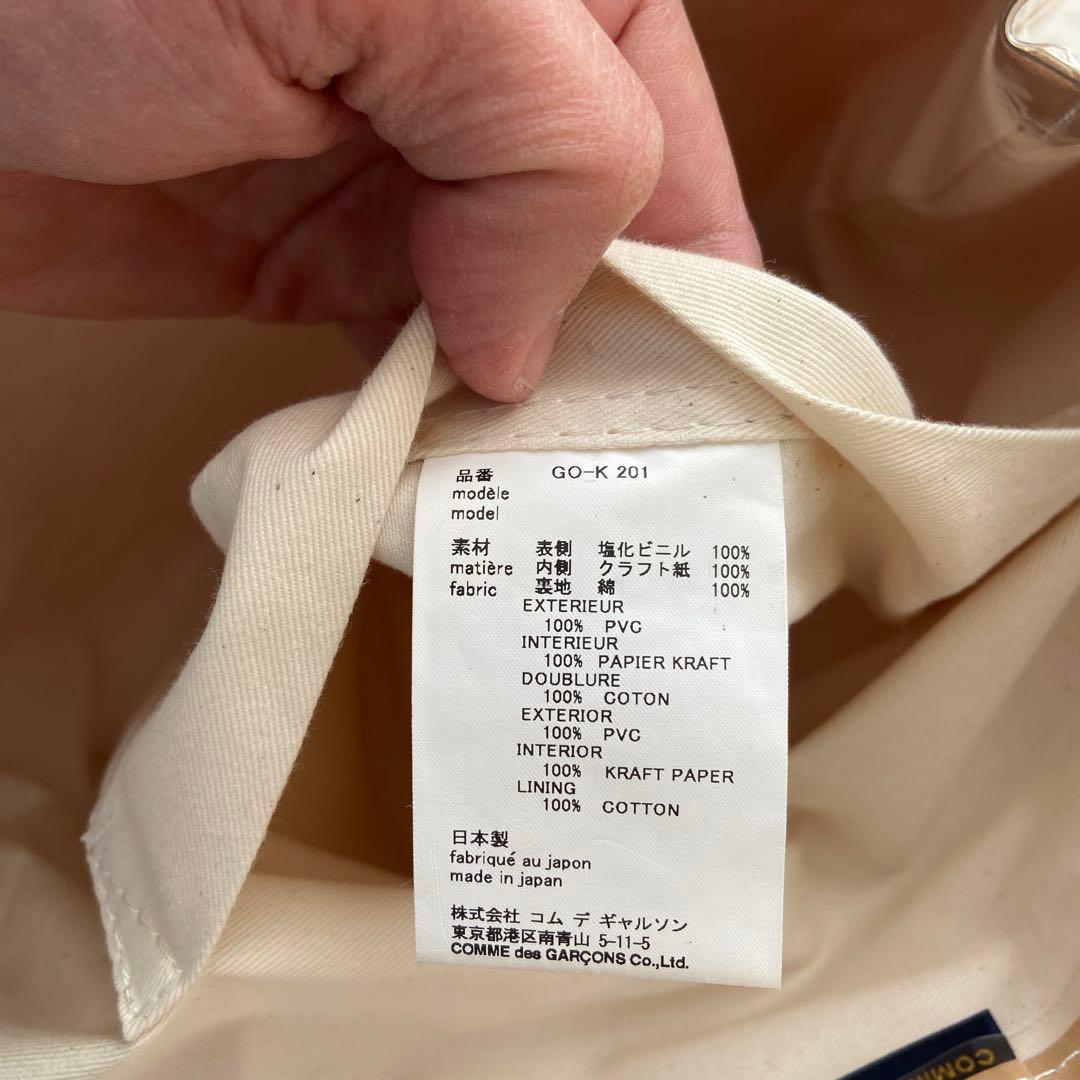 品番 GO-K 201
modèle
model
素材 表側 塩化ビニル 100%
matière 内側 クラフト紙 100%
fabric 裏地 綿 100%
EXTERIEUR
100% PVC
INTERIEUR
100% PAPIER KRAFT
DOUBLURE
100% COTON
EXTERIOR
100% PVC
INTERIOR
100% KRAFT PAPER
LINING
100% COTTON
日本製
fabriqué au japon
made in japan
株式会社 コム デ ギャルソン
東京都港区南青山 5-11-5
COMME des GARÇONS Co.,Ltd.